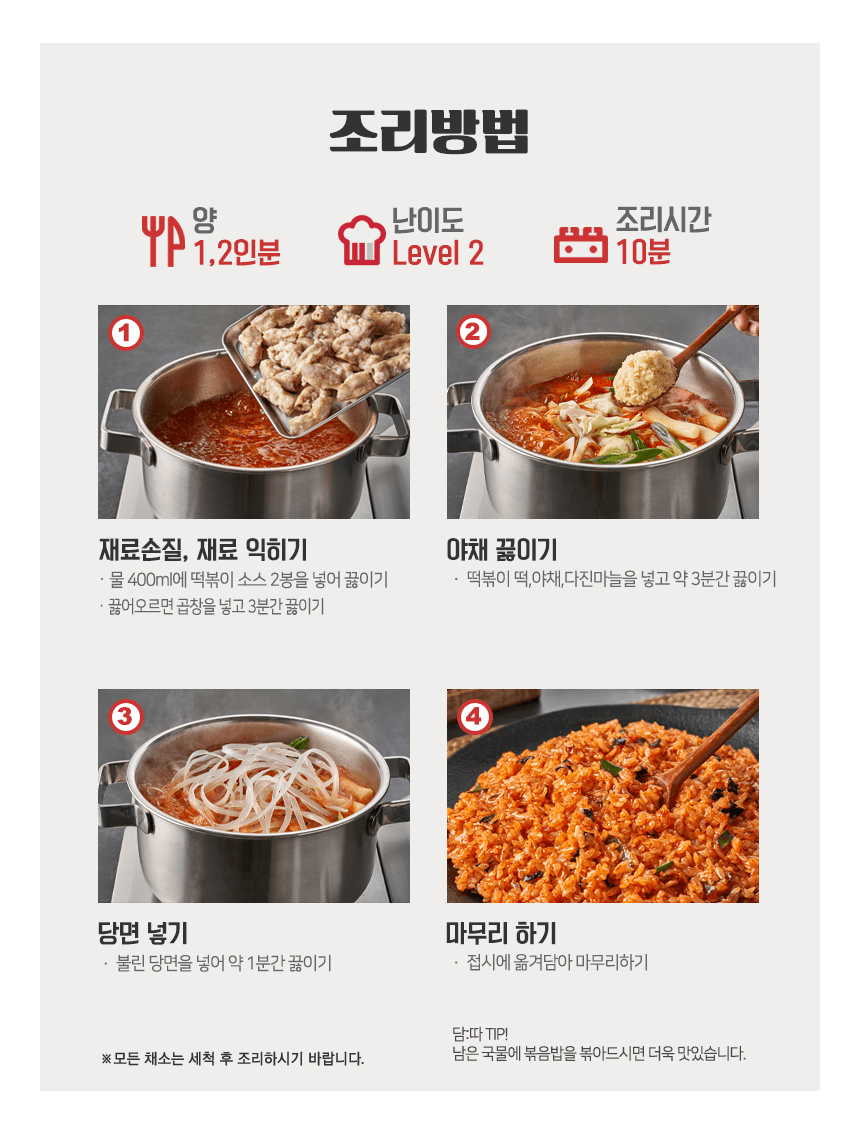 조리방법
양
1,2인분
난이도
Level 2
조리시간
10분
1
2
재료손질, 재료 익히기
· 물 400ml에 떡볶이 소스 2봉을 넣어 끓이기
· 끓어오르면 곱창을 넣고 3분간 끓이기
야채 끓이기
· 떡볶이 떡,야채,다진마늘을 넣고 약 3분간 끓이기
3
4
당면 넣기
· 불린 당면을 넣어 약 1분간 끓이기
마무리 하기
· 접시에 옮겨담아 마무리하기
※모든 채소는 세척 후 조리하시기 바랍니다.
담:따 TIP!
남은 국물에 볶음밥을 볶아드시면 더욱 맛있습니다.